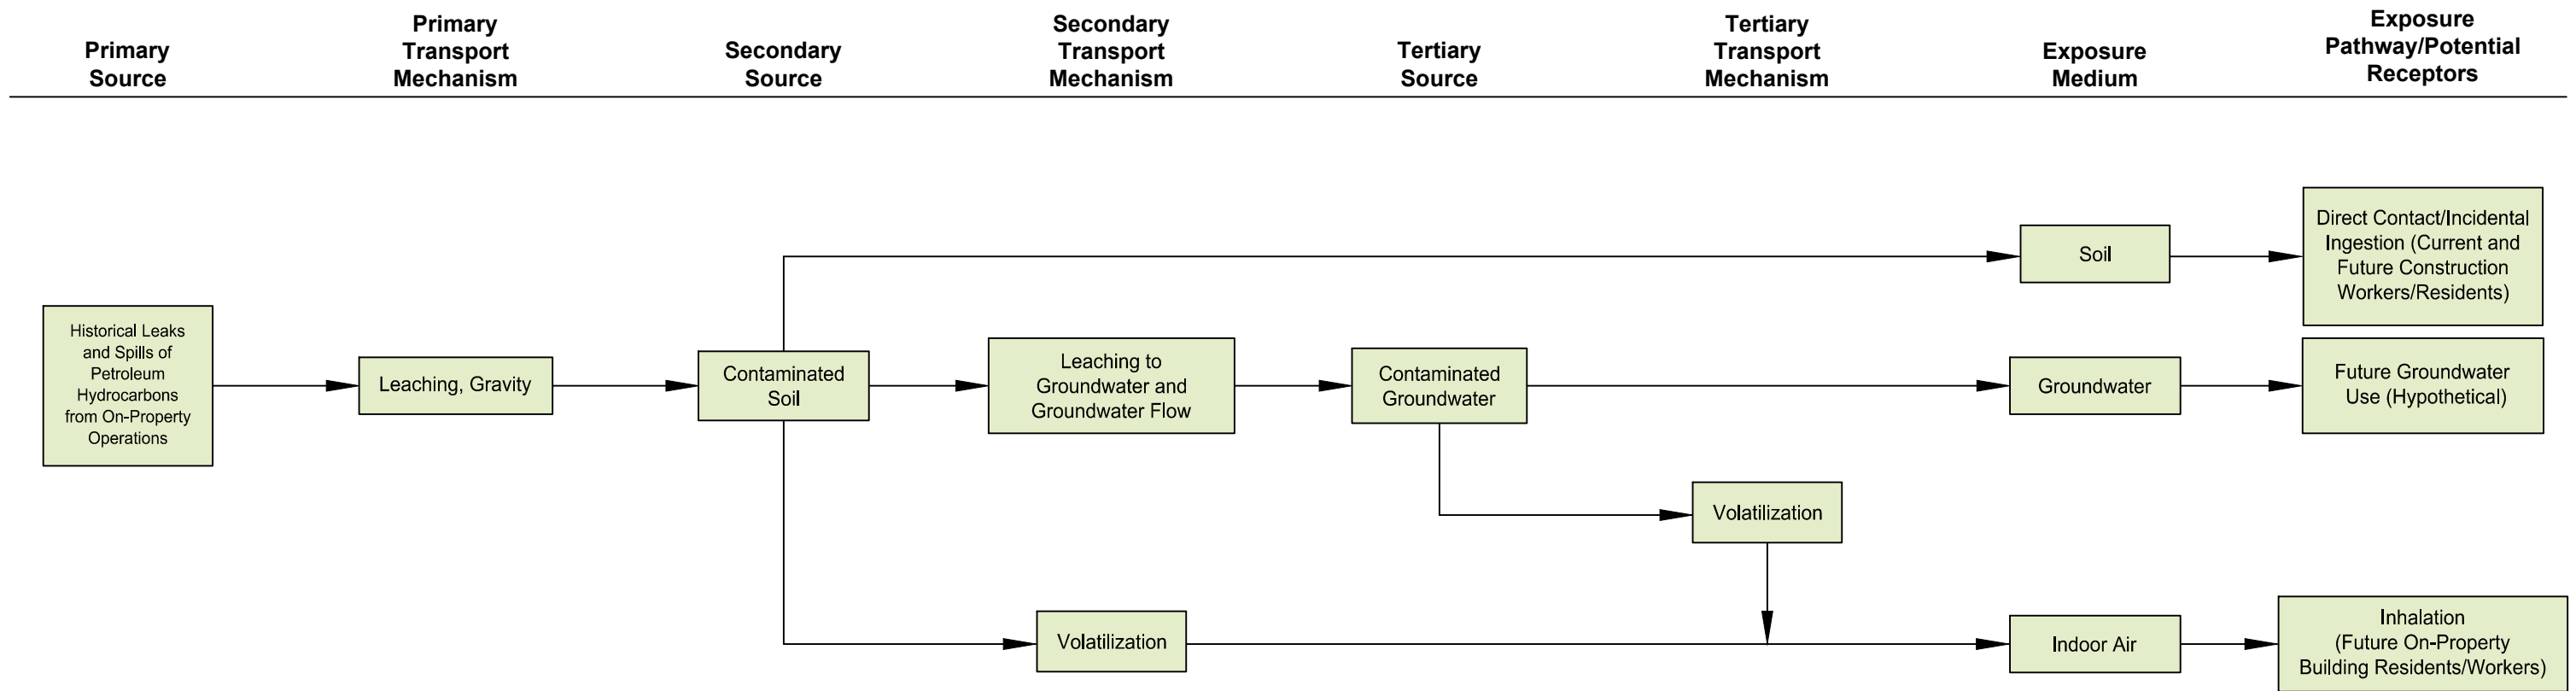 Primary
Source
Primary
Transport
Mechanism
Secondary
Source
Secondary
Transport
Mechanism
Tertiary
Source
Tertiary
Transport
Mechanism
Exposure
Medium
Exposure
Pathway/Potential
Receptors
Historical Leaks
and Spills of
Petroleum
Hydrocarbons
from On-Property
Operations
Leaching, Gravity
Contaminated
Soil
Leaching to
Groundwater and
Groundwater Flow
Contaminated
Groundwater
Volatilization
Volatilization
Soil
Groundwater
Indoor Air
Direct Contact/Incidental
Ingestion (Current and
Future Construction
Workers/Residents)
Future Groundwater
Use (Hypothetical)
Inhalation
(Future On-Property
Building Residents/Workers)